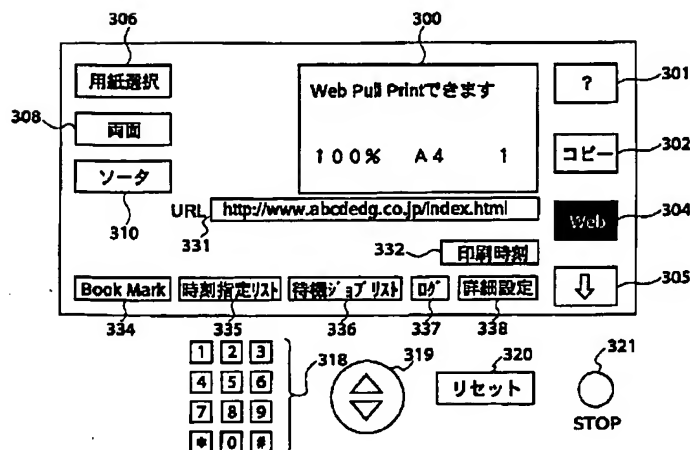 306
300
用紙選択
Web Pull Printできます
?
301
308
両面
100% A4 1
コピー
302
ソータ
310
URL
http://www.abcdedg.co.jp/index.html
Web
304
331
332
印刷時刻
305
Book Mark
時刻指定リスト
待機ジョブリスト
ログ
詳細設定
334
335
336
337
338
1 2 3
318
319
320
321
4 5 6
リセット
7 8 9
STOP
* 0 #